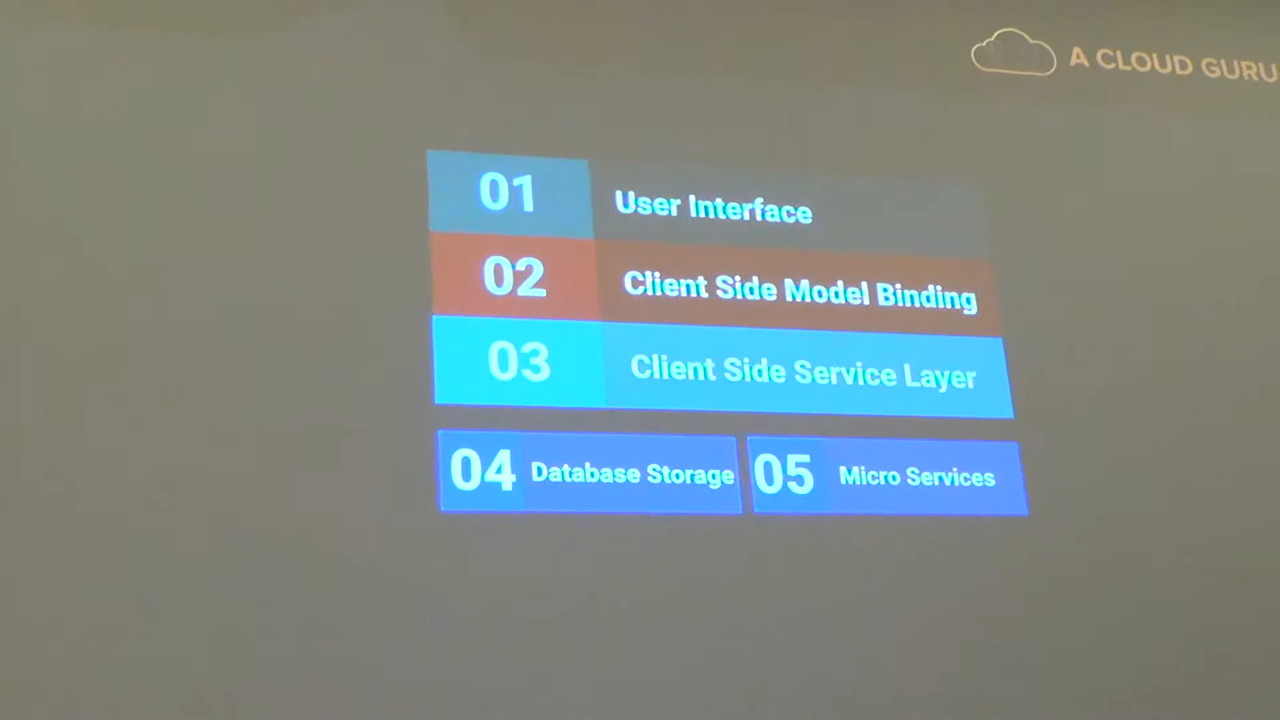 A CLOUD GURU
01 User Interface
02 Client Side Model Binding
03 Client Side Service Layer
04 Database Storage 05 Micro Services